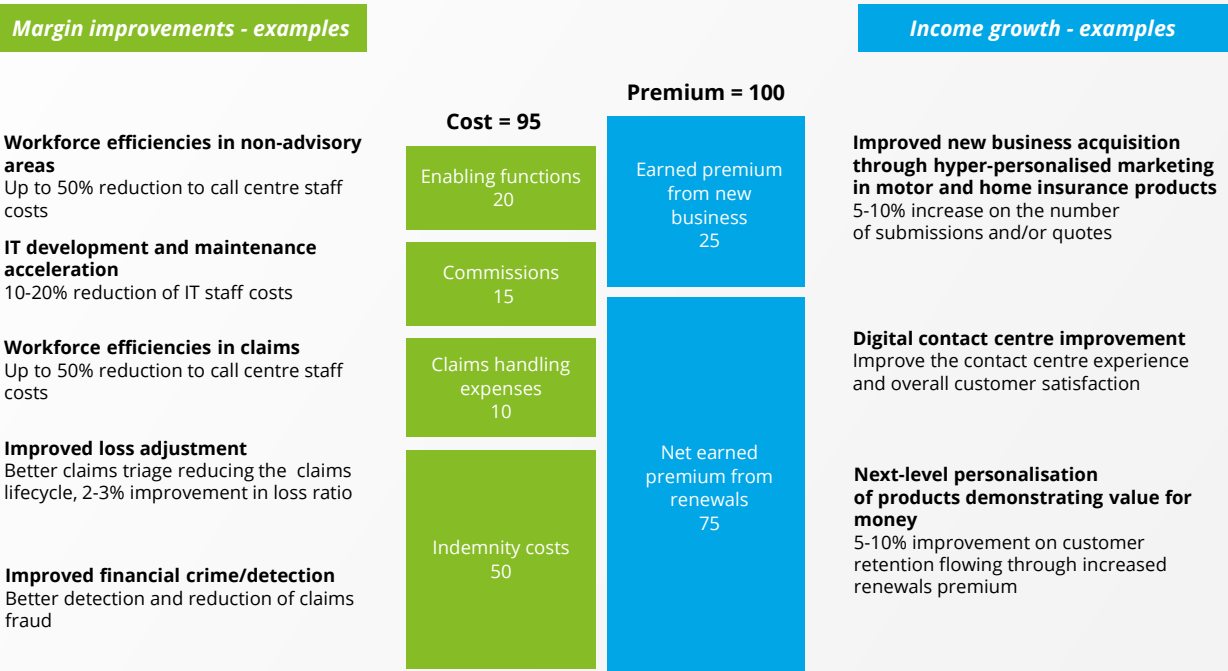 Margin improvements - examples
Income growth - examples
Workforce efficiencies in non-advisory
areas
Up to 50% reduction to call centre staff
costs
IT development and maintenance
acceleration
10-20% reduction of IT staff costs
Workforce efficiencies in claims
Up to 50% reduction to call centre staff
costs
Improved loss adjustment
Better claims triage reducing the claims
lifecycle, 2-3% improvement in loss ratio
Improved financial crime/detection
Better detection and reduction of claims
fraud
Cost = 95
Enabling functions
20
Commissions
15
Claims handling
expenses
10
Indemnity costs
50
Premium = 100
Earned premium
from new
business
25
Net earned
premium from
renewals
75
Improved new business acquisition
through hyper-personalised marketing
in motor and home insurance products
5-10% increase on the number
of submissions and/or quotes
Digital contact centre improvement
Improve the contact centre experience
and overall customer satisfaction
Next-level personalisation
of products demonstrating value for
money
5-10% improvement on customer
retention flowing through increased
renewals premium